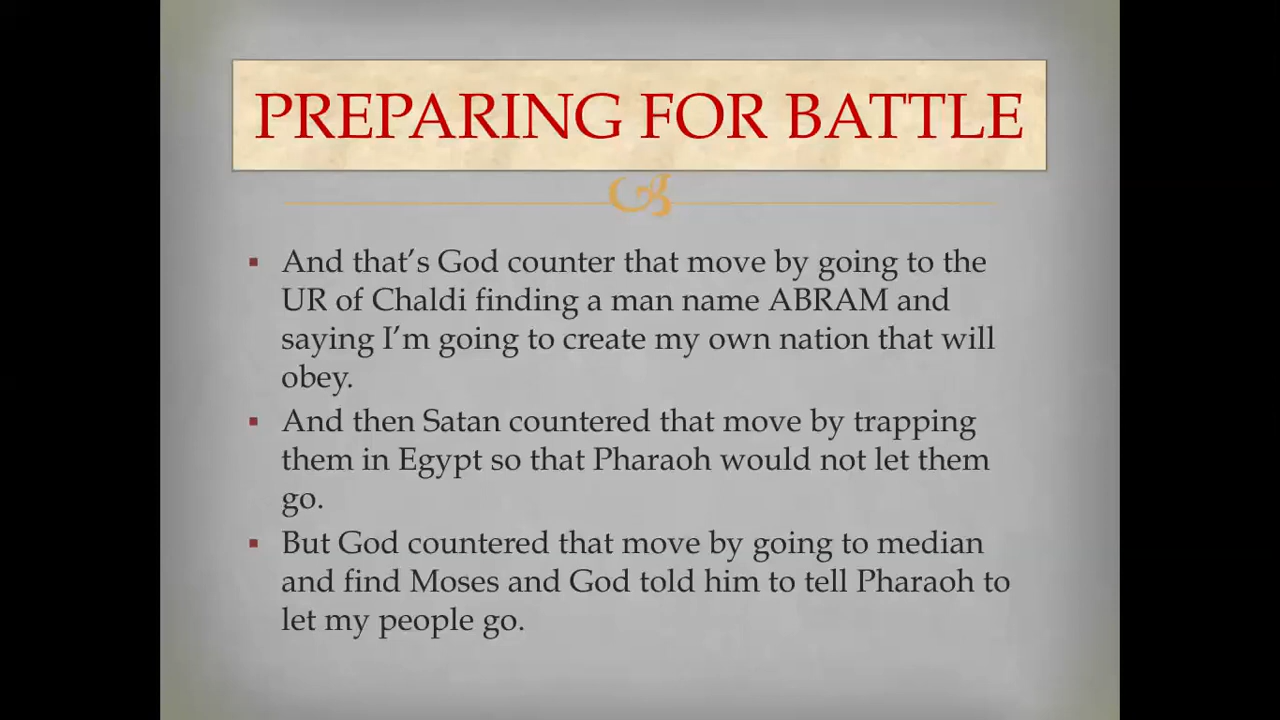 PREPARING FOR BATTLE
▪ And that’s God counter that move by going to the
UR of Chaldi finding a man name ABRAM and
saying I’m going to create my own nation that will
obey.
▪ And then Satan countered that move by trapping
them in Egypt so that Pharaoh would not let them
go.
▪ But God countered that move by going to median
and find Moses and God told him to tell Pharaoh to
let my people go.